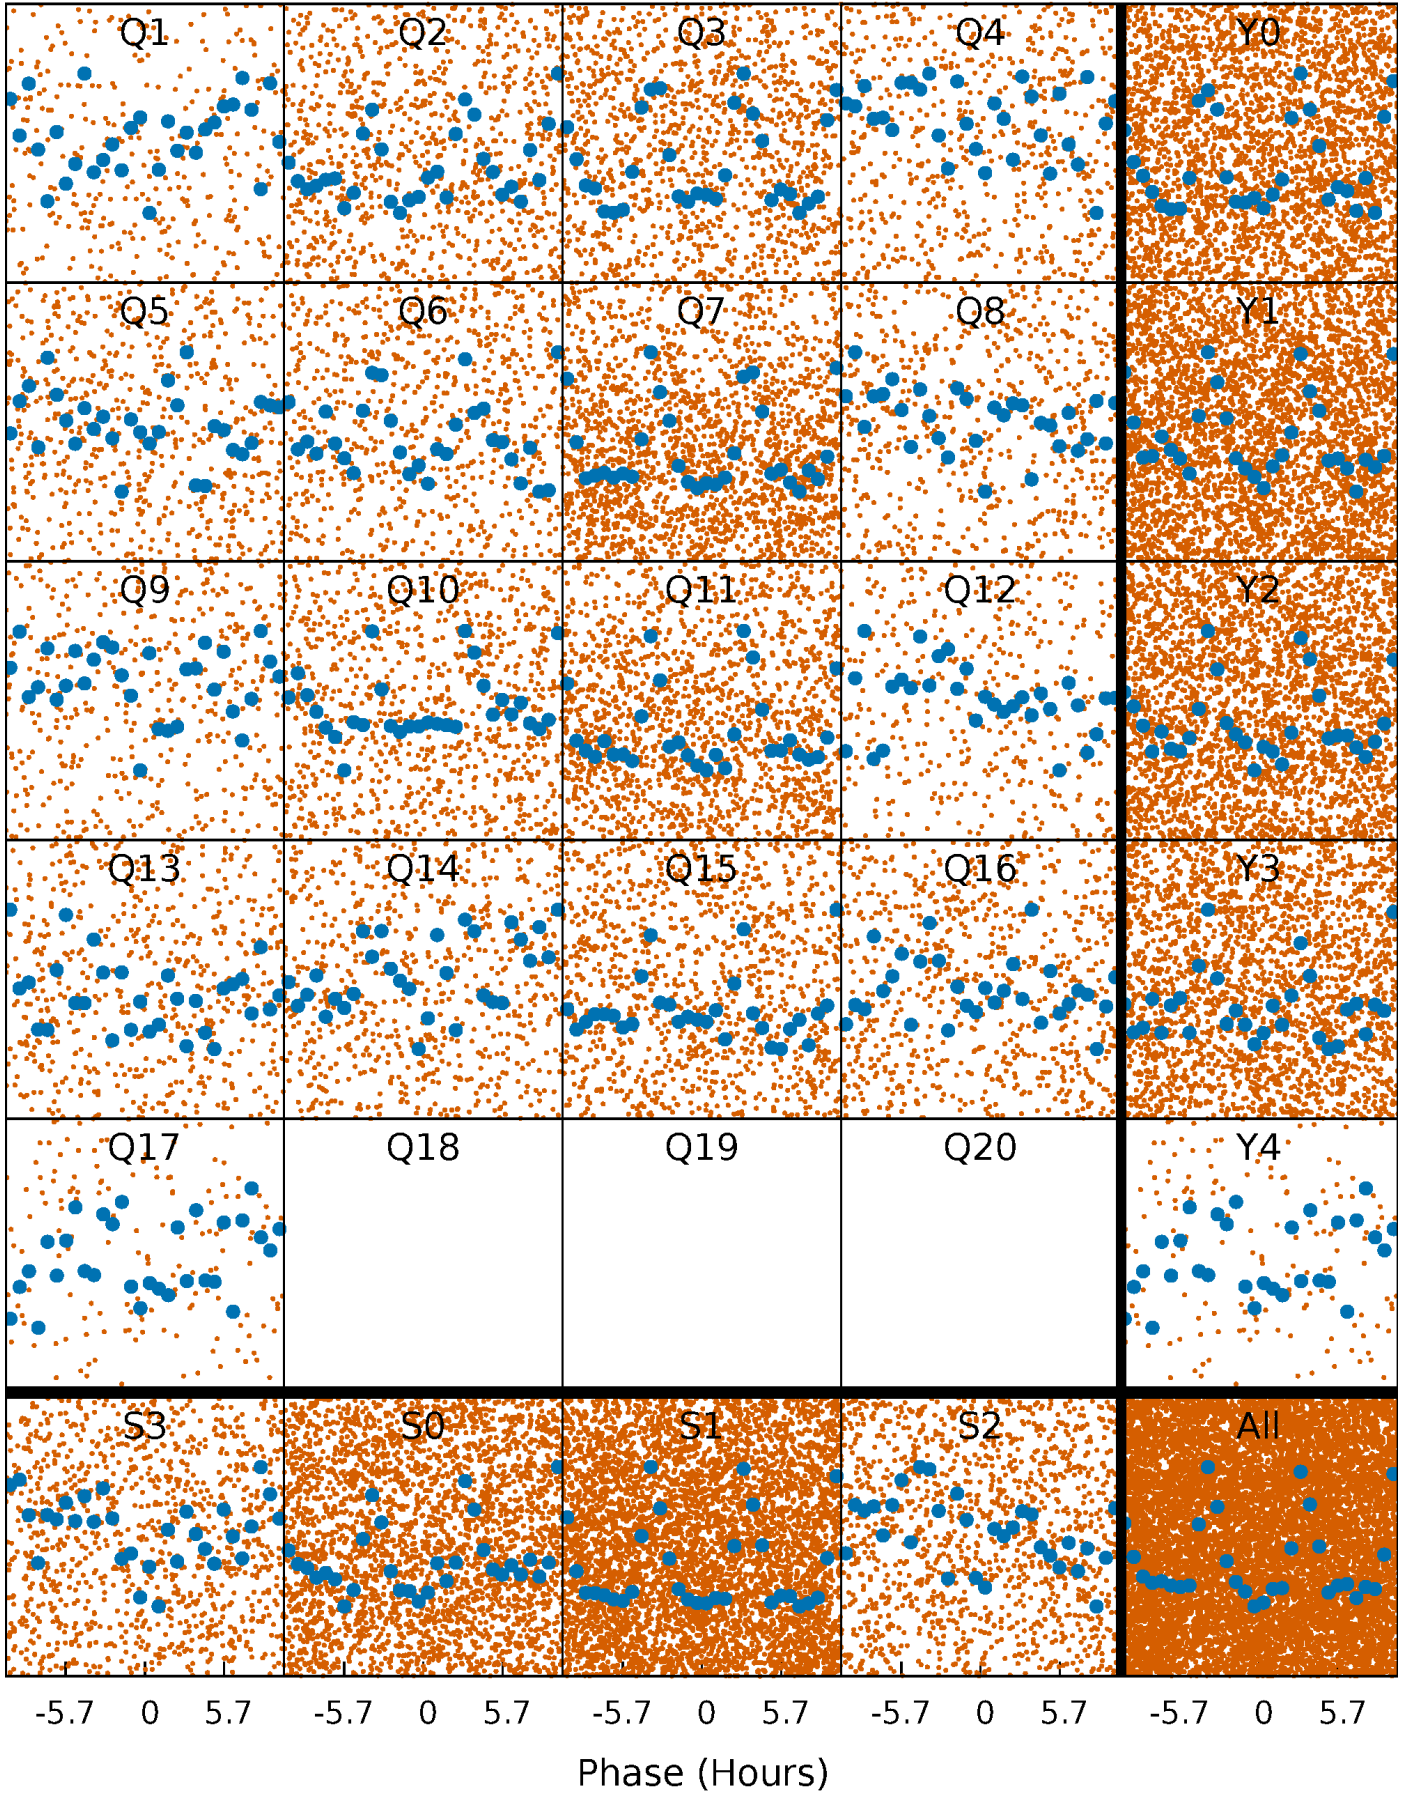 Q1 Q2 Q3 Q4 Y0
Q5 Q6 Q7 Q8 Y1
Q9 Q10 Q11 Q12 Y2
Q13 Q14 Q15 Q16 Y3
Q17 Q18 Q19 Q20 Y4
S3 S0 S1 S2 All
-5.7 0 5.7 -5.7 0 5.7 -5.7 0 5.7 -5.7 0 5.7 -5.7 0 5.7
Phase (Hours)